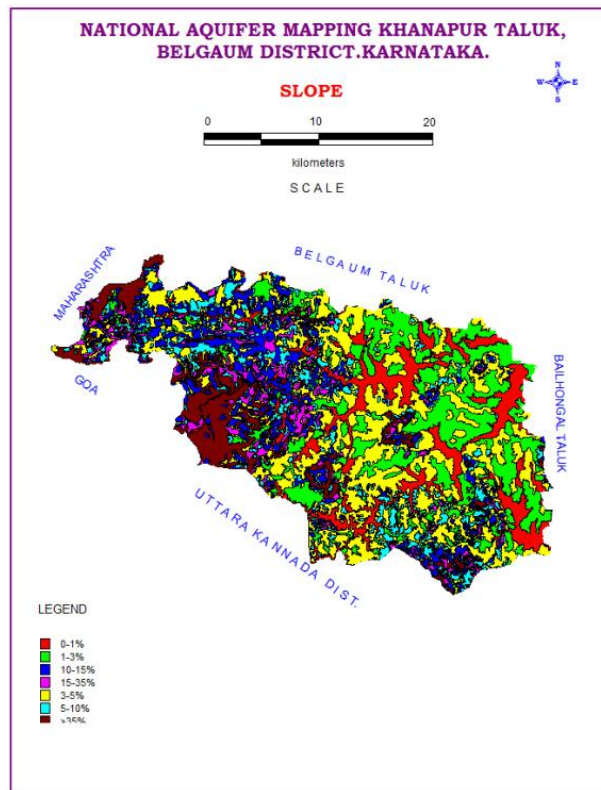 NATIONAL AQUIFER MAPPING KHANAPUR TALUK,
BELGAUM DISTRICT.KARNATAKA.
SLOPE
N
W E
S
0 10 20
kilometers
SCALE
MAHARASHTRA
BELGAUM TALUK
GOA
BAILHONGAL TALUK
UTTARA KANNADA DIST.
LEGEND
0-1%
1-3%
10-15%
15-35%
3-5%
5-10%
>35%